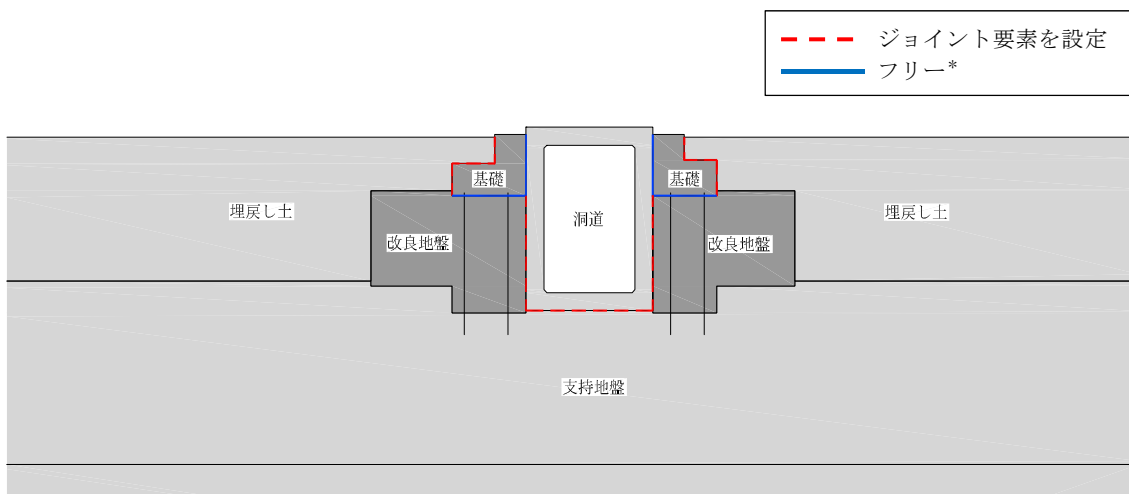 ジョイント要素を設定
フリー*
基礎
基礎
埋戻し土
洞道
埋戻し土
改良地盤
改良地盤
支持地盤